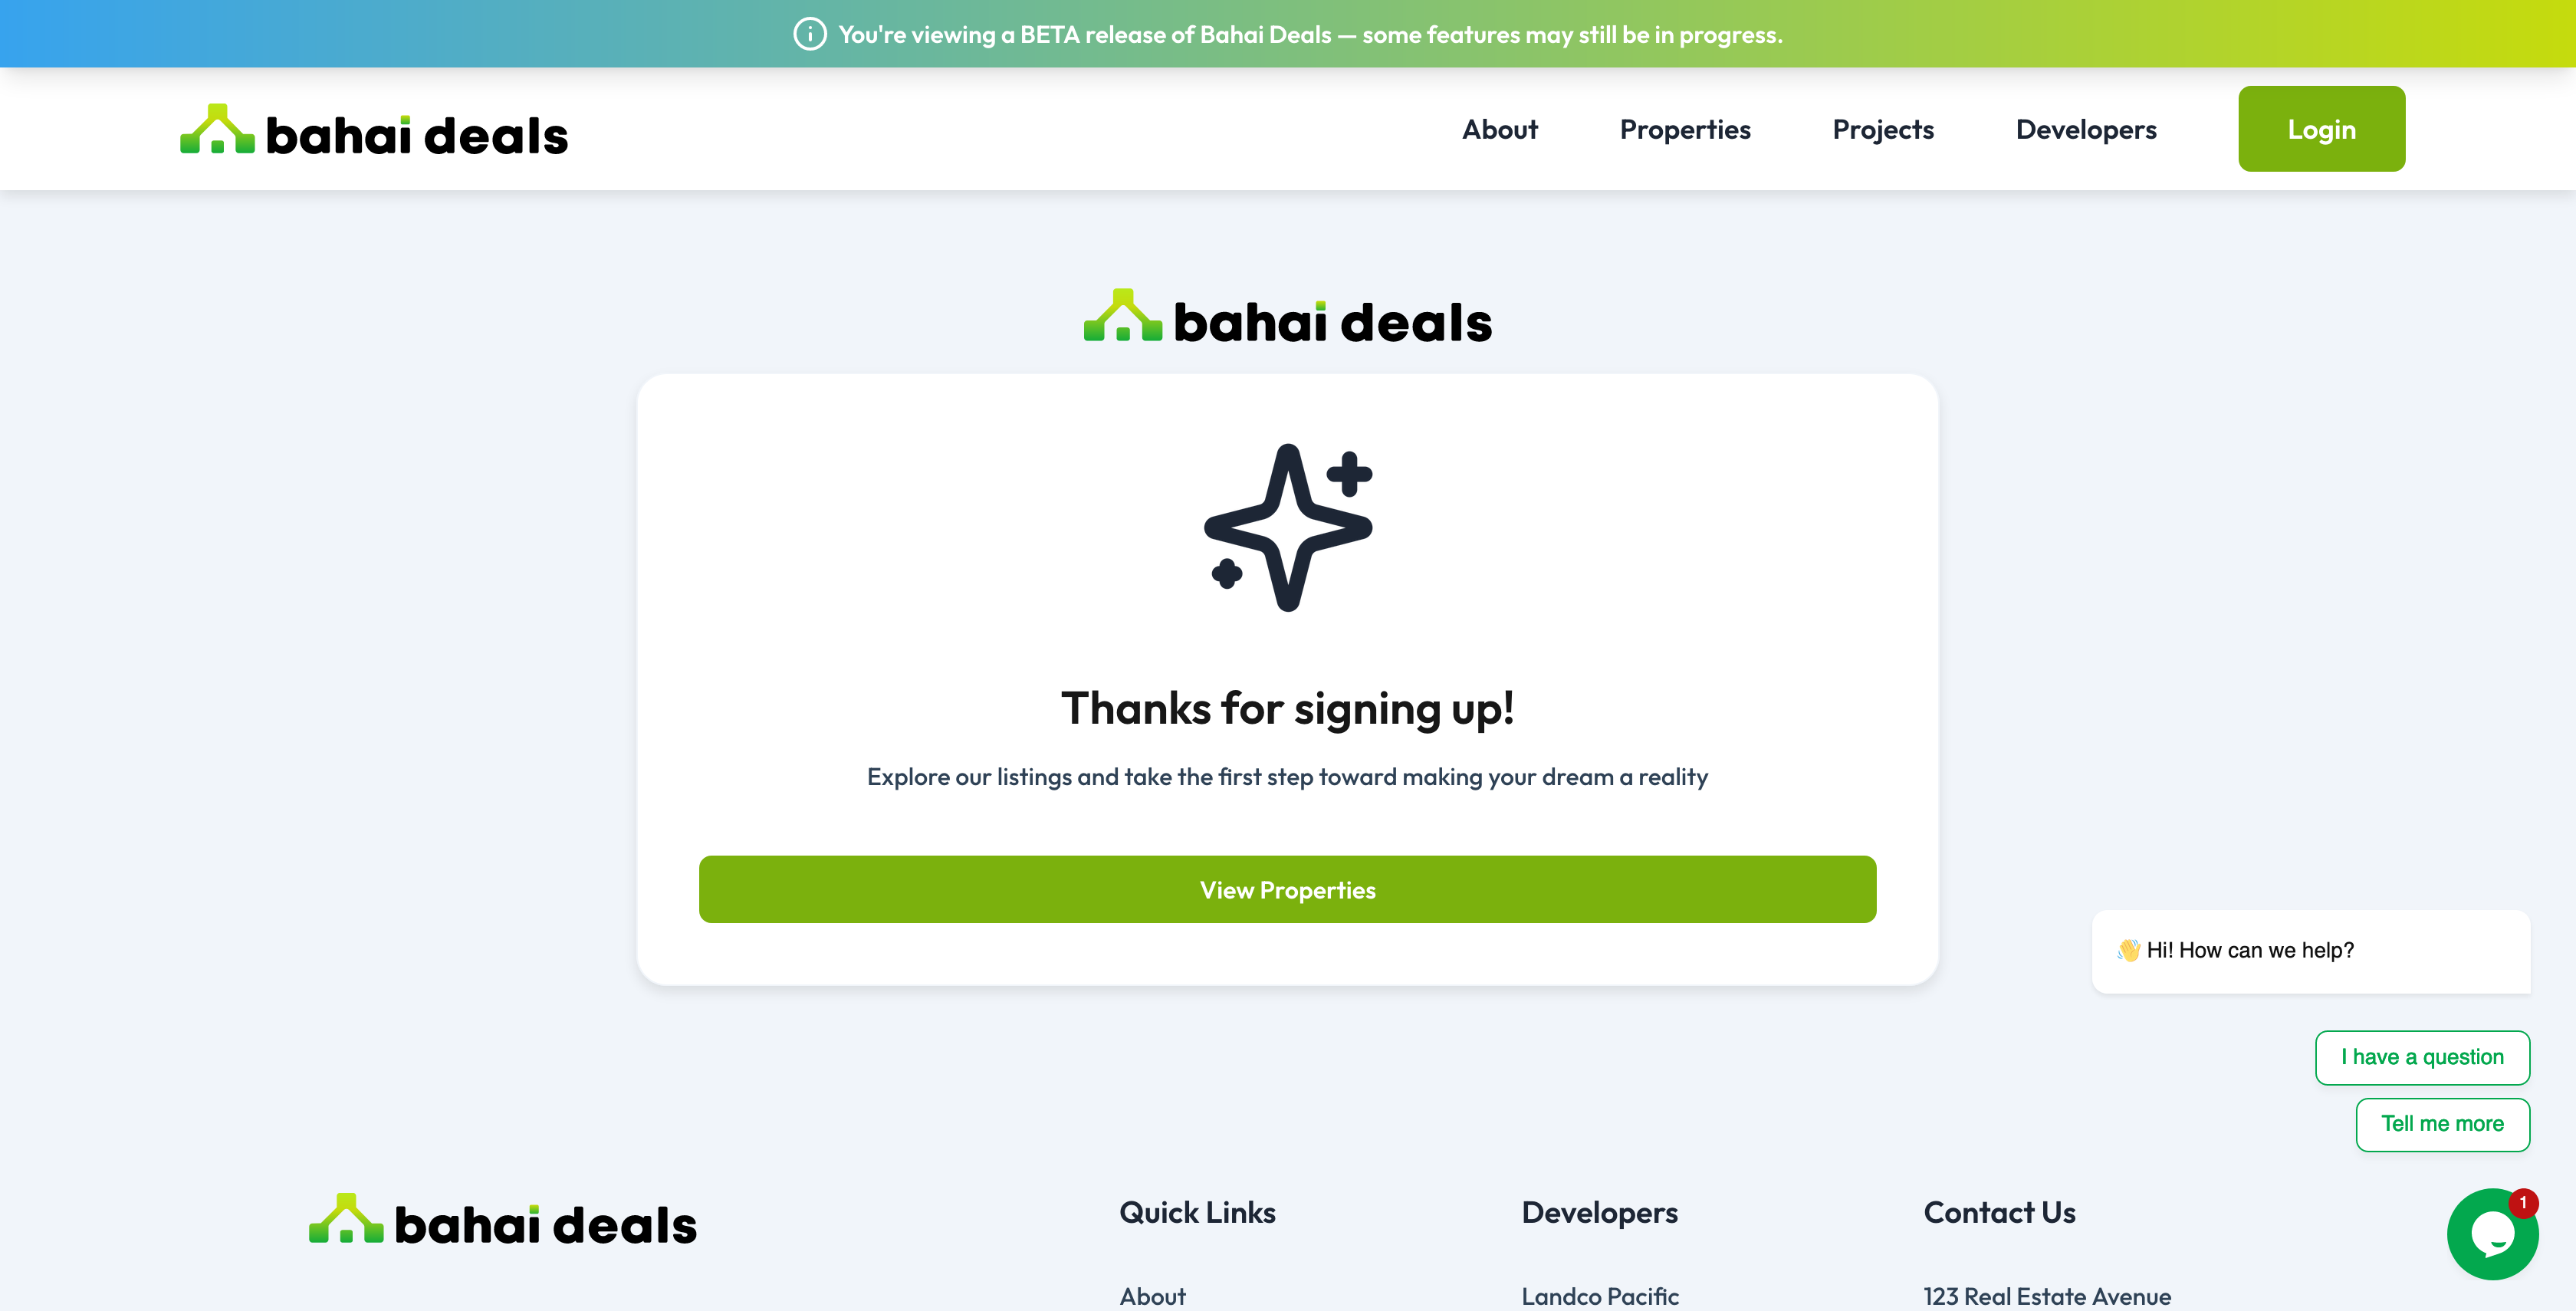 You're viewing a BETA release of Bahai Deals — some features may still be in progress.
bahai deals
About
Properties
Projects
Developers
Login
bahai deals
Thanks for signing up!
Explore our listings and take the first step toward making your dream a reality
View Properties
👋 Hi! How can we help?
I have a question
Tell me more
1
bahai deals
Quick Links
Developers
Contact Us
About
Landco Pacific
123 Real Estate Avenue